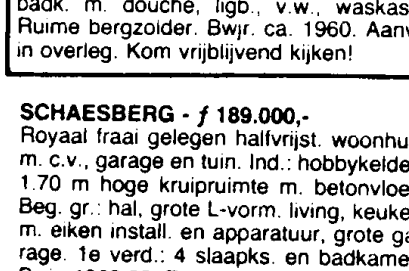 badk. m. douche, ligb., v.w., waskas
Ruime bergzolder. Bwjr. ca. 1960. Aanv
in overleg. Kom vrijblijvend kijken!
SCHAESBERG - ƒ 189.000,-
Royaal fraai gelegen halfvrijst. woonhu
m. c.v., garage en tuin. Ind.: hobbykelde
1.70 m hoge kruipruimte m. betonvloe
Beg. gr.: hal, grote L-vorm. living, keuke
m. eiken install. en apparatuur, grote ga
rage. 1e verd.: 4 slaapks. en badkame